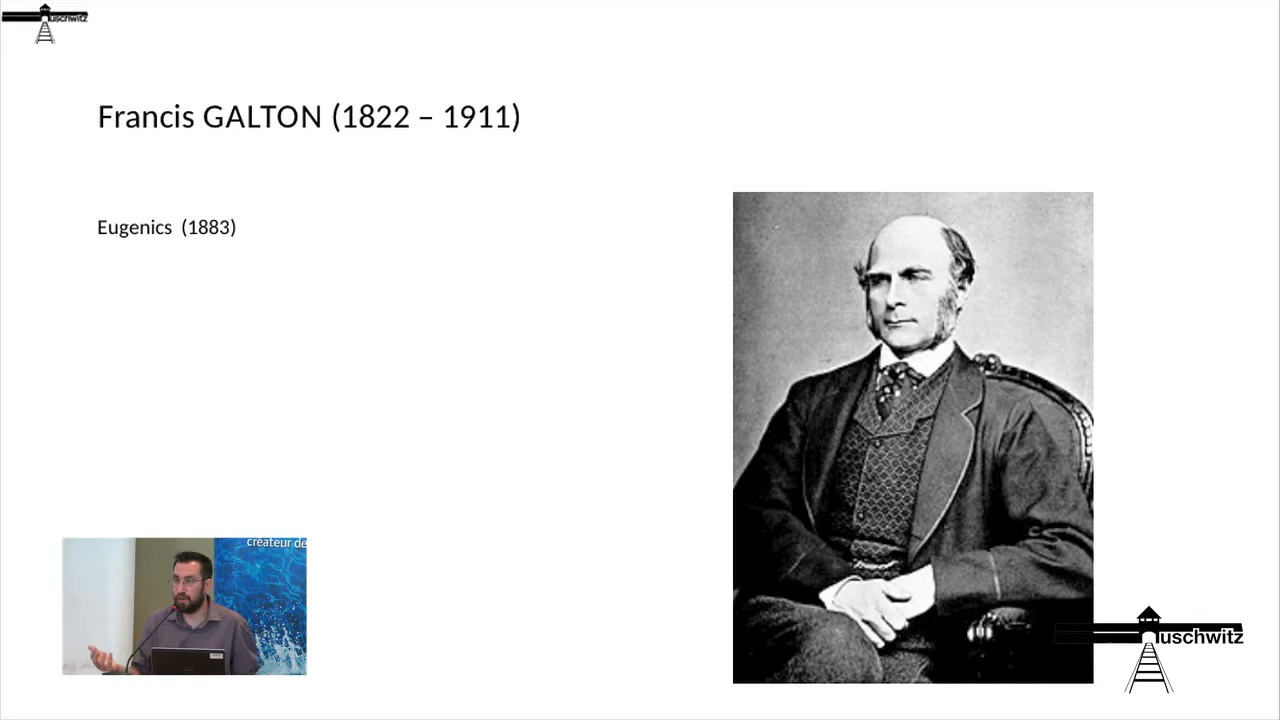 uschwitz
Francis GALTON (1822 – 1911)
Eugenics (1883)
créateur de
uschwitz